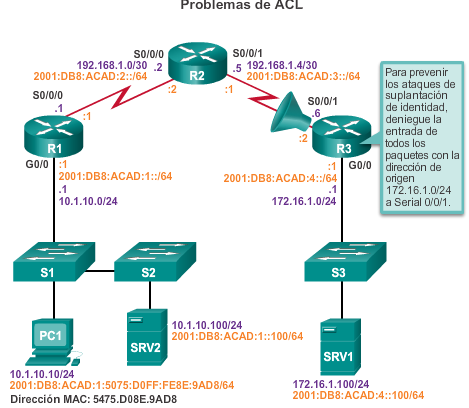 Problemas de ACL
S0/0/0
S0/0/1
192.168.1.0/30
.2
.5
192.168.1.4/30
2001:DB8:ACAD:2::/64
:2
R2
:1
2001:DB8:ACAD:3::/64
S0/0/0
.1
:1
S0/0/1
.6
:2
R1
R3
G0/0
G0/0
:1
2001:DB8:ACAD:1::/64
.1
10.1.10.0/24
:1
2001:DB8:ACAD:4::/64
.1
172.16.1.0/24
Para prevenir
los ataques de
suplantación
de identidad,
deniegue la
entrada de
todos los
paquetes con la
dirección de
origen
172.16.1.0/24
a Serial 0/0/1.
S1
S2
S3
PC1
SRV2
10.1.10.100/24
2001:DB8:ACAD:1::100/64
SRV1
10.1.10.10/24
2001:DB8:ACAD:1:5075:D0FF:FE8E:9AD8/64
Dirección MAC: 5475.D08E.9AD8
172.16.1.100/24
2001:DB8:ACAD:4::100/64